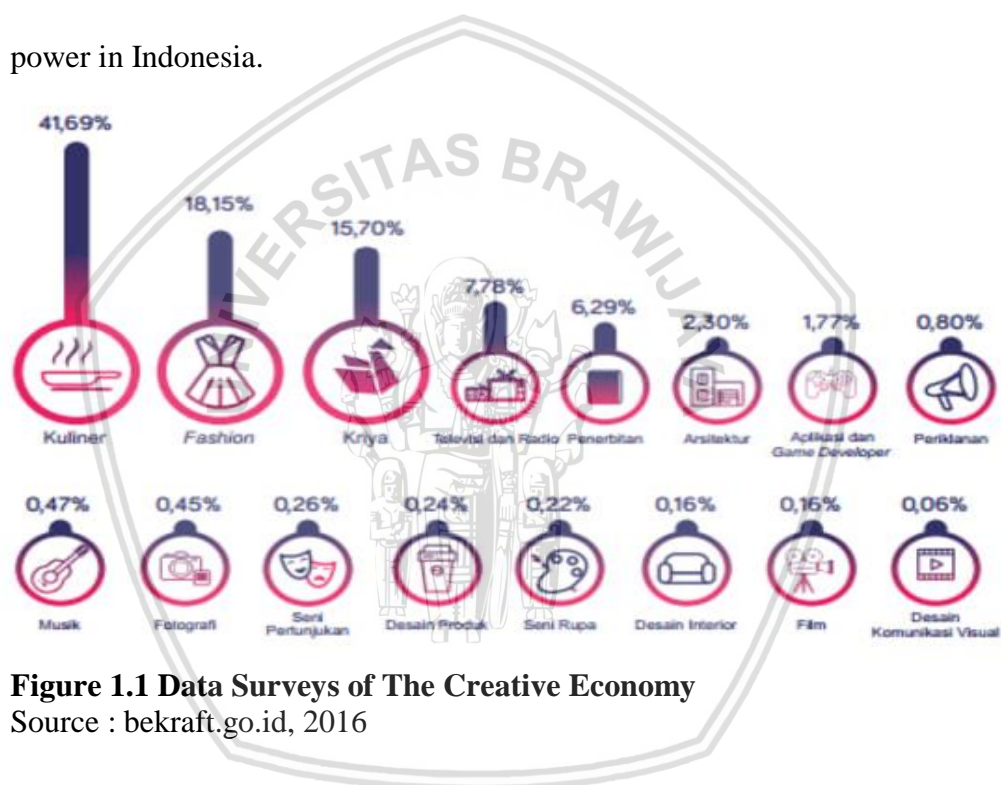 power in Indonesia.
UNIVERSITAS BRAWIJAYA
41,69% 18,15% 15,70% 7,78% 6,29% 2,30% 1,77% 0,80%
Kuliner Fashion Kriya Televisi dan Radio Penerbitan Arsitektur Aplikasi dan Periklanan
Game Developer
0,47% 0,45% 0,26% 0,24% 0,22% 0,16% 0,16% 0,06%
Musik Fotografi Seni Pertunjukan Desain Produk Seni Rupa Desain Interior Film Desain Komunikasi Visual
Figure 1.1 Data Surveys of The Creative Economy
Source : bekraft.go.id, 2016